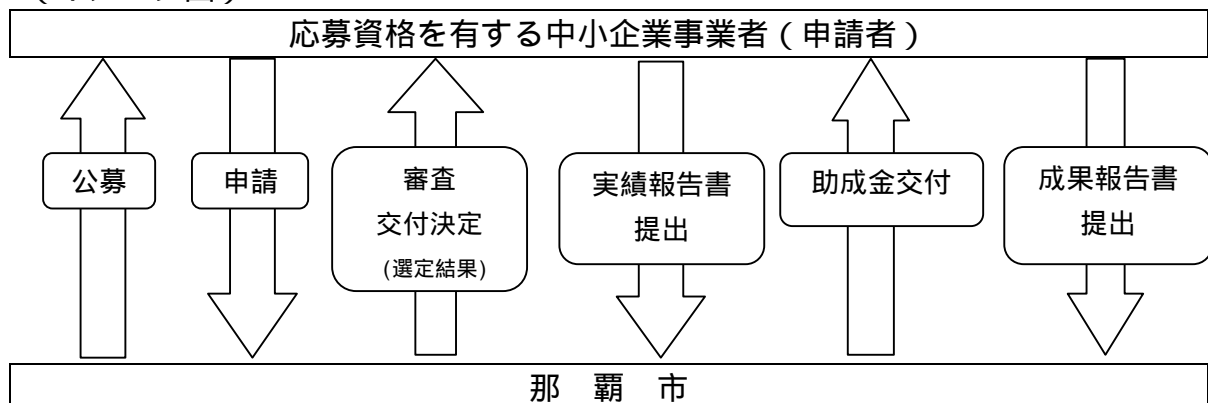 応募資格を有する中小企業事業者（申請者）
公募
申請
審査
交付決定
(選定結果)
実績報告書
提出
助成金交付
成果報告書
提出
那　覇　市